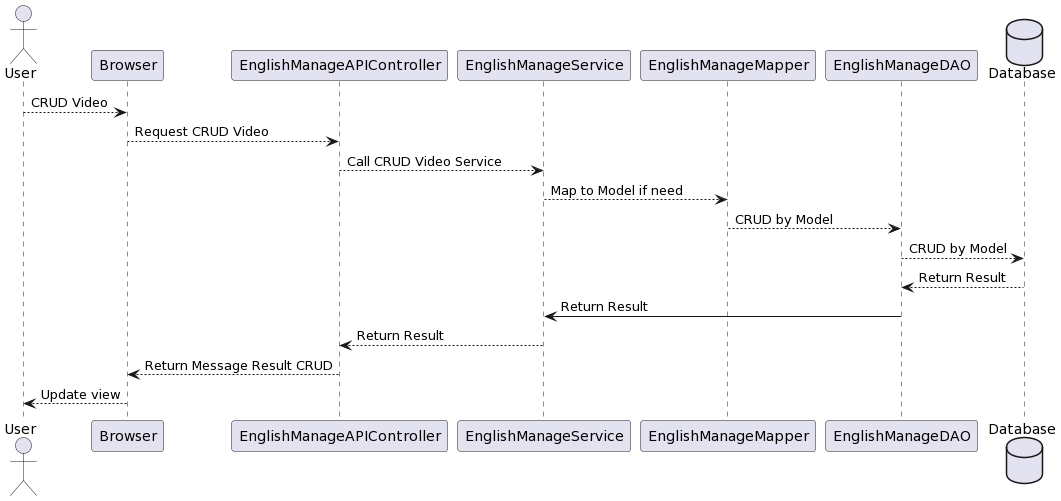 User
Browser
EnglishManageAPIController
EnglishManageService
EnglishManageMapper
EnglishManageDAO
Database
CRUD Video
Request CRUD Video
Call CRUD Video Service
Map to Model if need
CRUD by Model
CRUD by Model
Return Result
Return Result
Return Result
Return Message Result CRUD
Update view
User
Browser
EnglishManageAPIController
EnglishManageService
EnglishManageMapper
EnglishManageDAO
Database